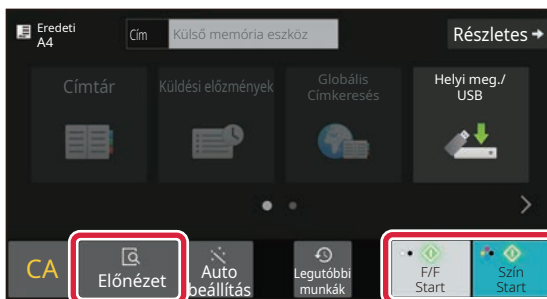 Eredeti
A4
Cím
Külső memória eszköz
Részletes
Címtár
Küldési előzmények
Globális
Címkeresés
Helyi meg./
USB
CA
Előnézet
Auto
beállítás
Legutóbbi
munkák
F/F
Start
Szín
Start